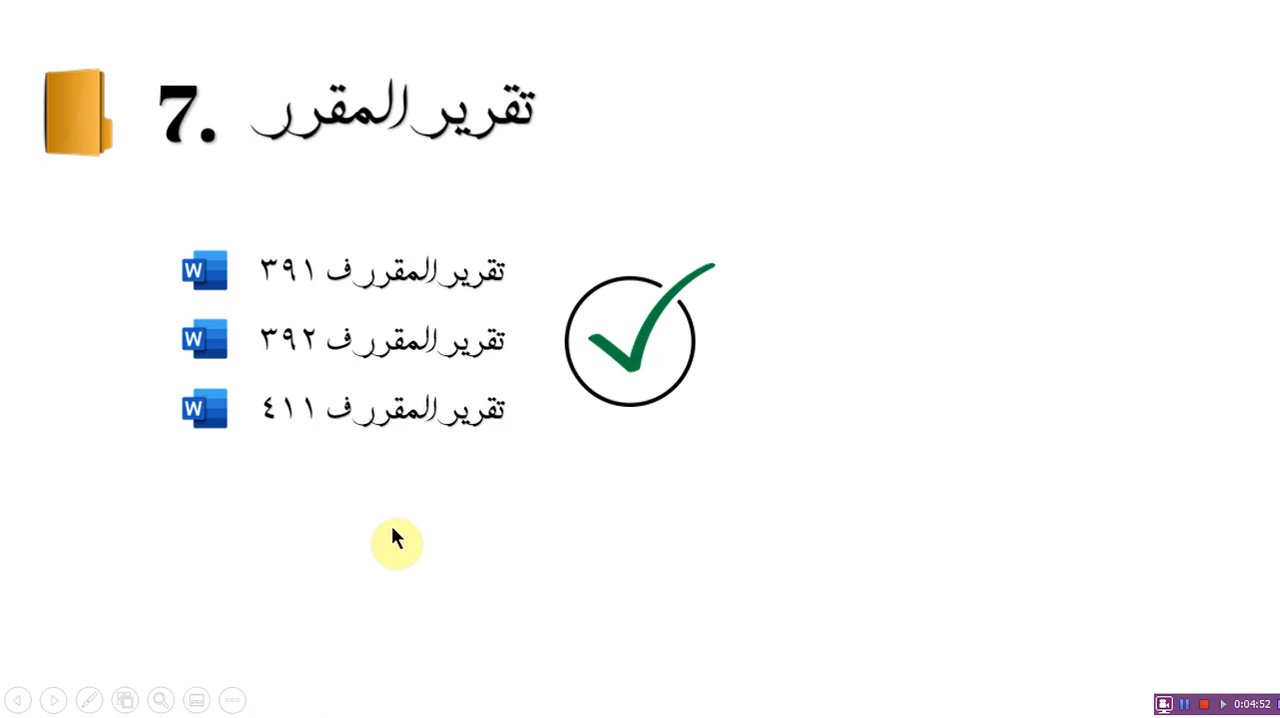 7. تقرير المقرر
تقرير المقرر ف ٣٩١
تقرير المقرر ف ٣٩٢
تقرير المقرر ف ٤١١
0:04:52